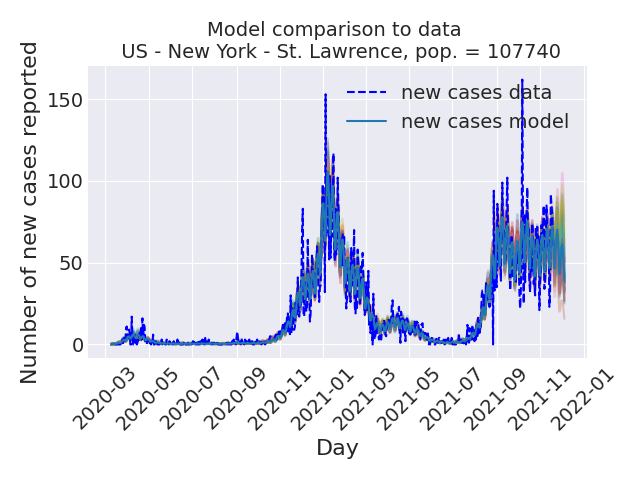 Model comparison to data
US - New York - St. Lawrence, pop. = 107740
Number of new cases reported
150
100
50
0
new cases data
new cases model
2020-03
2020-05
2020-07
2020-09
2020-11
2021-01
2021-03
2021-05
2021-07
2021-09
2021-11
2022-01
Day